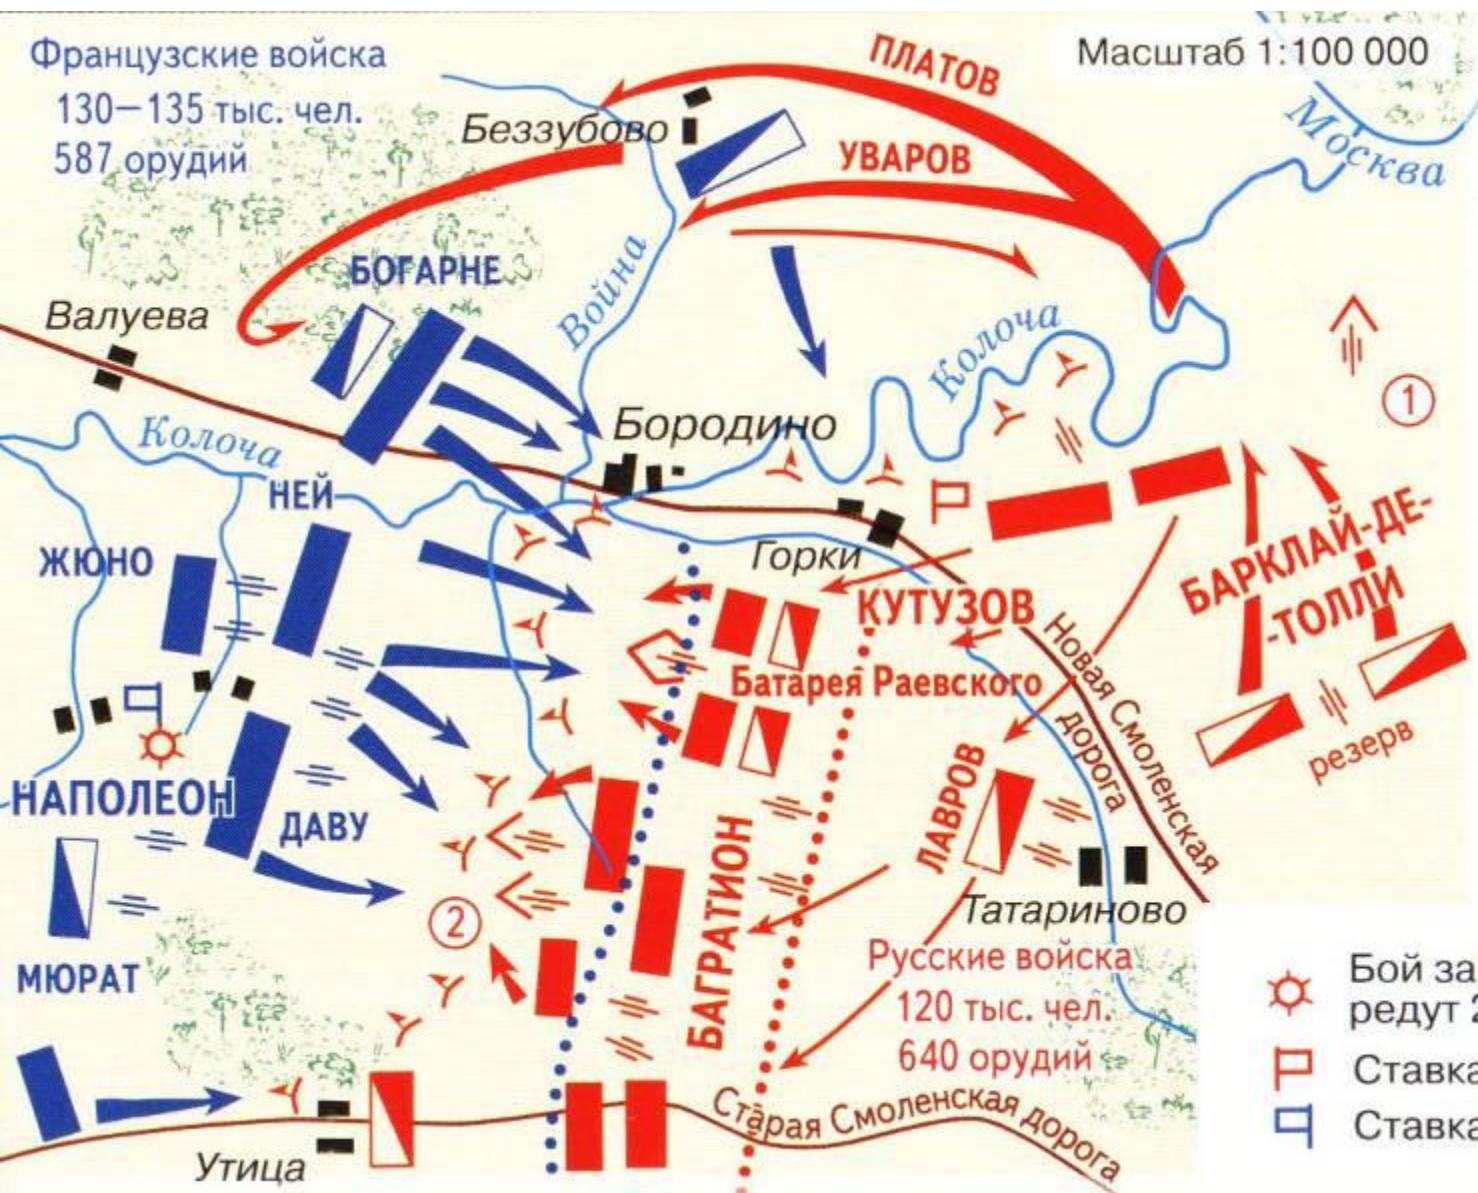 Французские войска
130—135 тыс. чел.
587 орудий
ПЛАТОВ
Масштаб 1:100 000
Беззубово
УВАРОВ
Москва
БОГАРНЕ
Война
Валуева
Колоча
1
Колоча
Бородино
НЕЙ
ЖЮНО
Горки
БАРКЛАЙ-ДЕ-
-ТОЛЛИ
КУТУЗОВ
Батарея Раевского
Новая Смоленская
дорога
резерв
НАПОЛЕОН
ДАВУ
ЛАВРОВ
БАГРАТИОН
Татариново
2
МЮРАТ
Русские войска
120 тыс. чел.
640 орудий
Старая Смоленская дорога
Утица
Бой за
редут
Ставка
Ставка